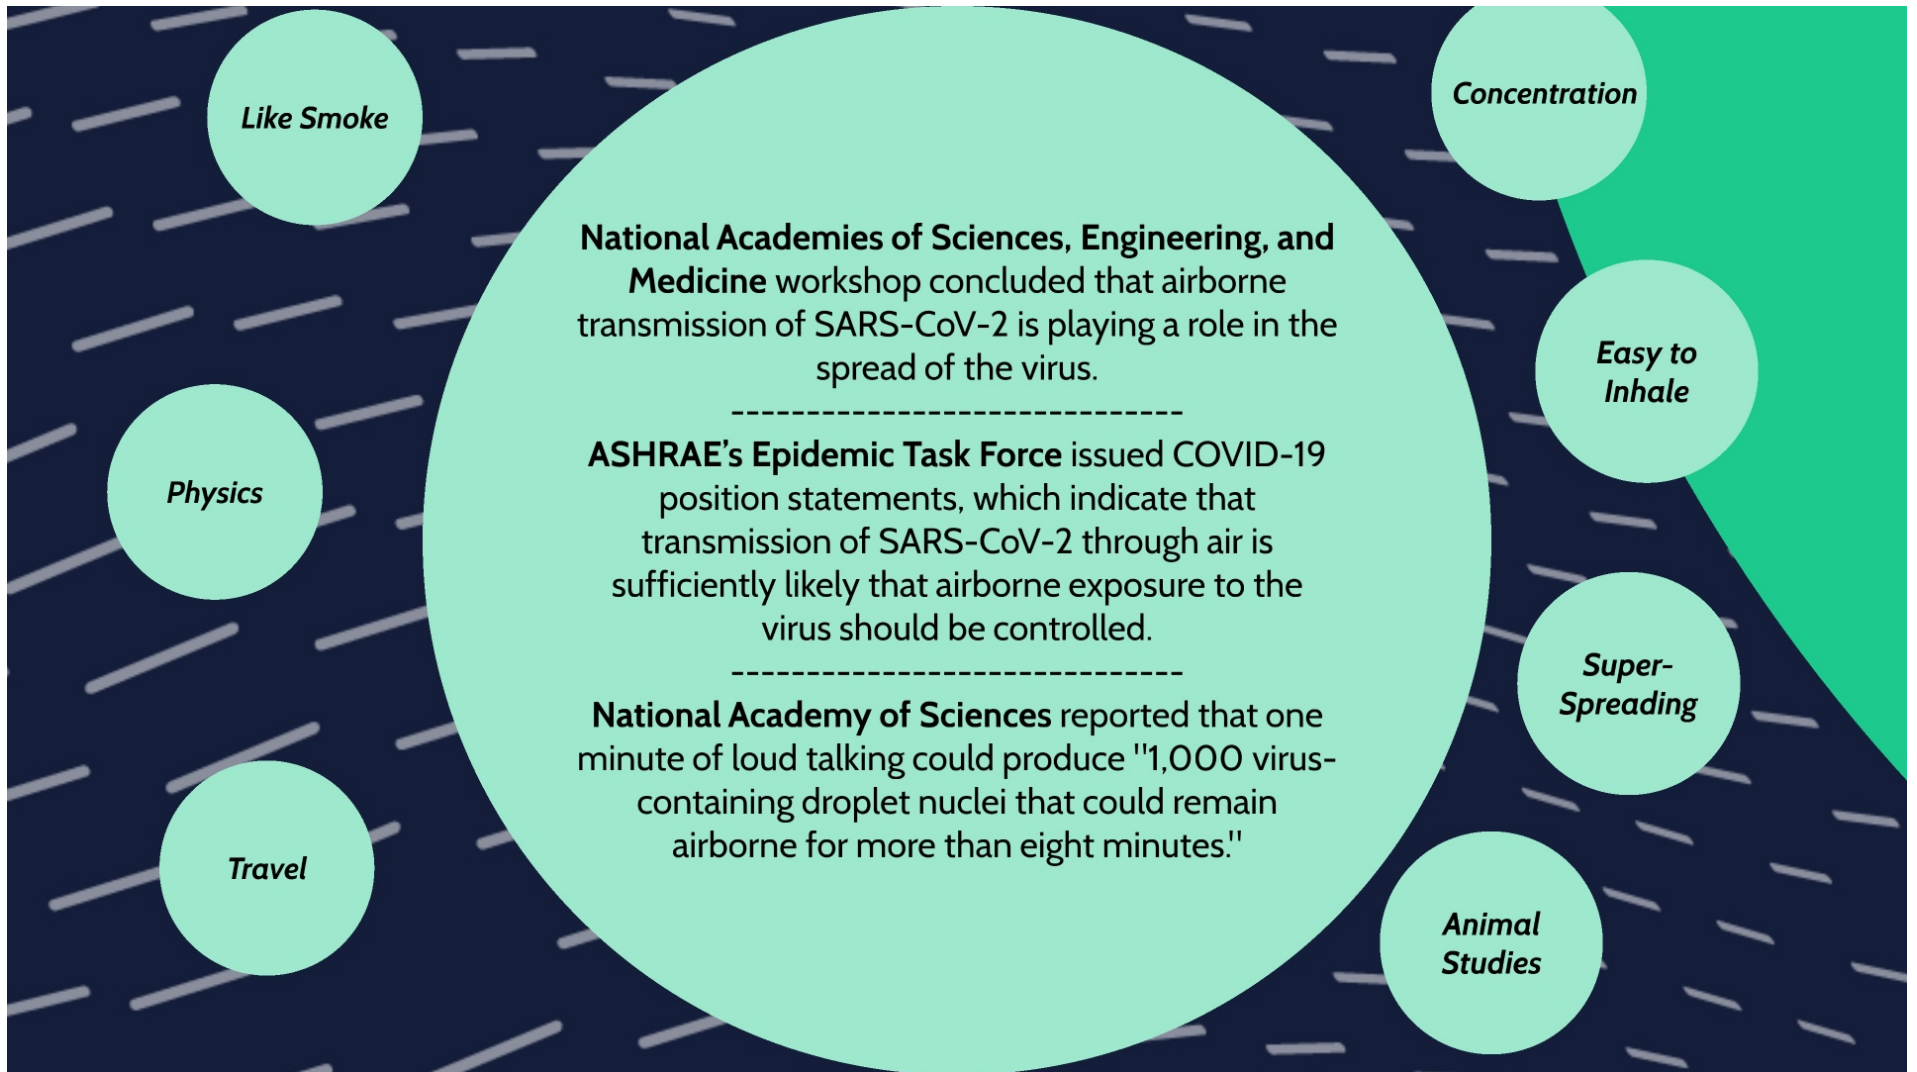 Like Smoke
Physics
Travel
National Academies of Sciences, Engineering, and
Medicine workshop concluded that airborne
transmission of SARS-CoV-2 is playing a role in the
spread of the virus.
------------------------------
ASHRAE’s Epidemic Task Force issued COVID-19
position statements, which indicate that
transmission of SARS-CoV-2 through air is
sufficiently likely that airborne exposure to the
virus should be controlled.
------------------------------
National Academy of Sciences reported that one
minute of loud talking could produce "1,000 virus-
containing droplet nuclei that could remain
airborne for more than eight minutes."
Concentration
Easy to
Inhale
Super-
Spreading
Animal
Studies